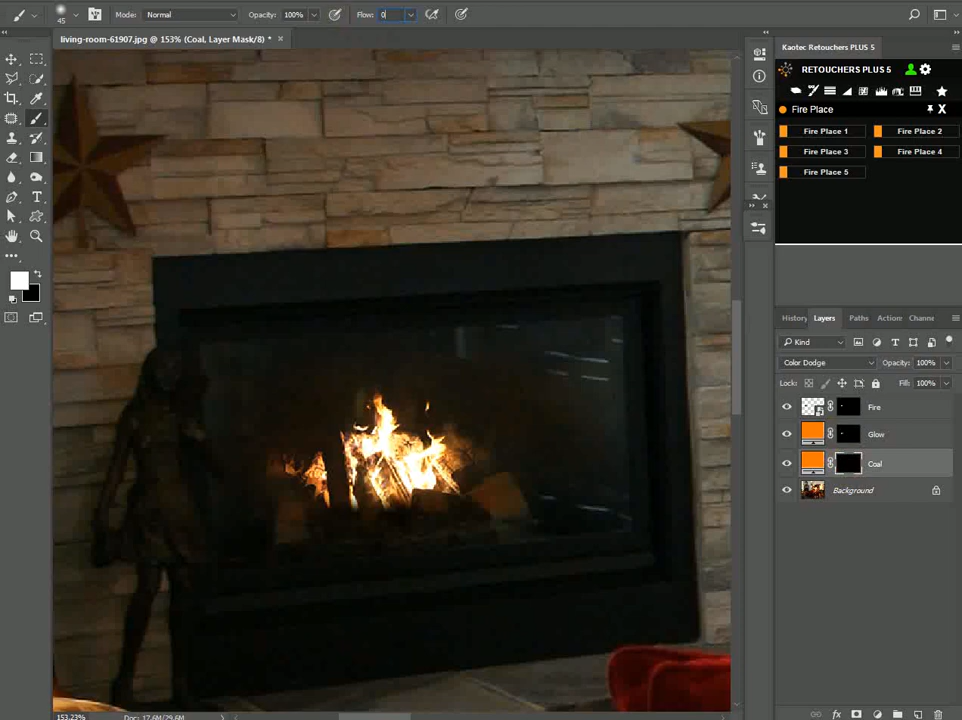 45 Mode: Normal Opacity: 100% Flow: 0
living-room-61907.jpg @ 153% (Coal, Layer Mask/8) *
Kaotec Retouchers PLUS 5
RETOUCHERS PLUS 5
Fire Place
Fire Place 1 Fire Place 2
Fire Place 3 Fire Place 4
Fire Place 5
History Layers Paths Actions Channe
Kind
Color Dodge Opacity: 100%
Lock: Fill: 100%
Fire
Glow
Coal
Background
153.23% Doc: 17.6M/29.6M